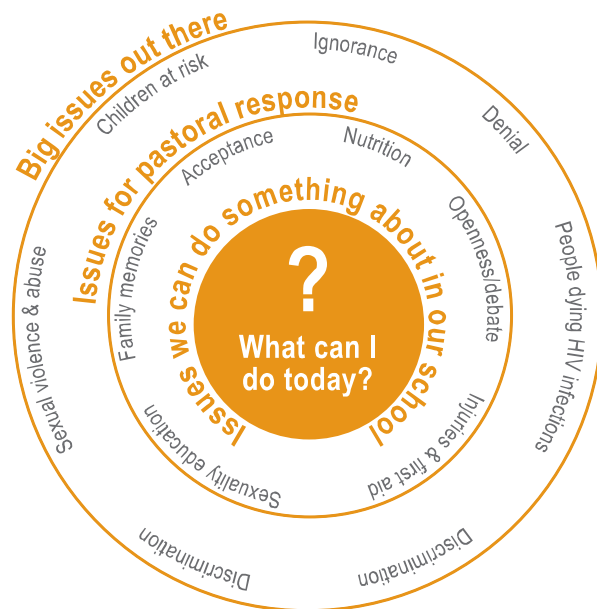 Big issues out there
Children at risk
Ignorance
Denial
People dying HIV infections
Discrimination
Discrimination
Sexual violence & abuse
Issues for pastoral response
Acceptance
Nutrition
Openness/debate
Injuries & first aid
Sexuality education
Family memories
Issues we can do something about in our school
?
What can I
do today?